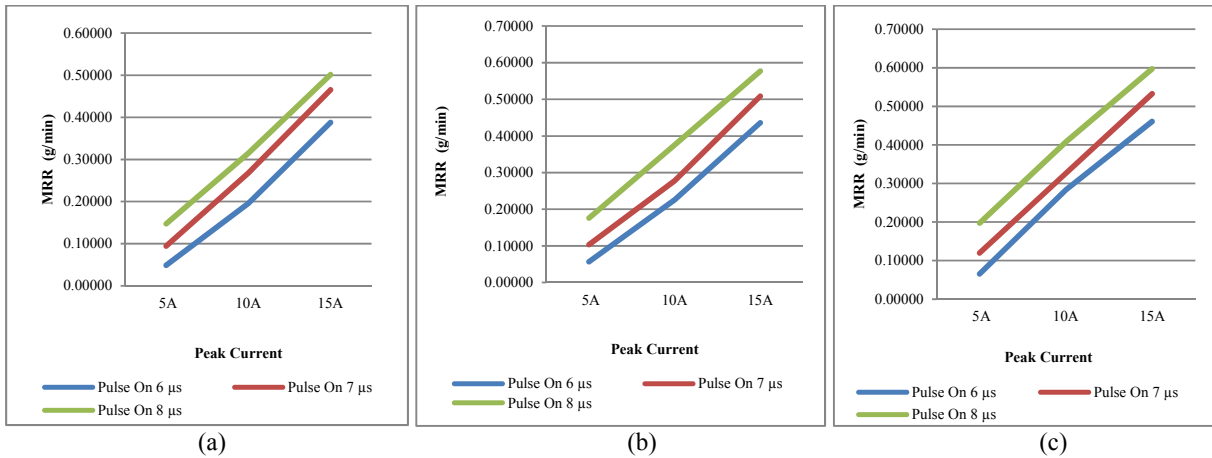 0.60000
0.50000
0.40000
0.30000
0.20000
0.10000
0.00000
MRR (g/min)
5A 10A 15A
Peak Current
Pulse On 6 µs Pulse On 7 µs
Pulse On 8 µs
(a)
0.70000
0.60000
0.50000
0.40000
0.30000
0.20000
0.10000
0.00000
MRR (g/min)
5A 10A 15A
Peak Current
Pulse On 6 µs Pulse On 7 µs
Pulse On 8 µs
(b)
0.70000
0.60000
0.50000
0.40000
0.30000
0.20000
0.10000
0.00000
MRR (g/min)
5A 10A 15A
Peak Current
Pulse On 6 µs Pulse On 7 µs
Pulse On 8 µs
(c)